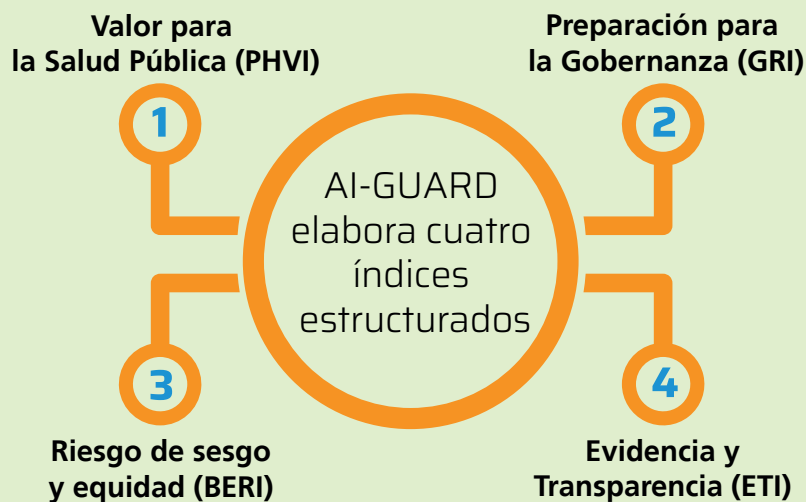 Valor para
la Salud Pública (PHVI)
1
Preparación para
la Gobernanza (GRI)
2
AI-GUARD
elabora cuatro
índices
estructurados
3
Riesgo de sesgo
y equidad (BERI)
4
Evidencia y
Transparencia (ETI)